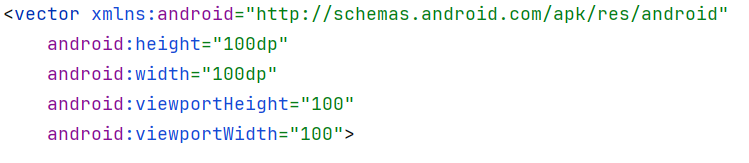 <vector xmlns:android="http://schemas.android.com/apk/res/android"
    android:height="100dp"
    android:width="100dp"
    android:viewportHeight="100"
    android:viewportWidth="100">